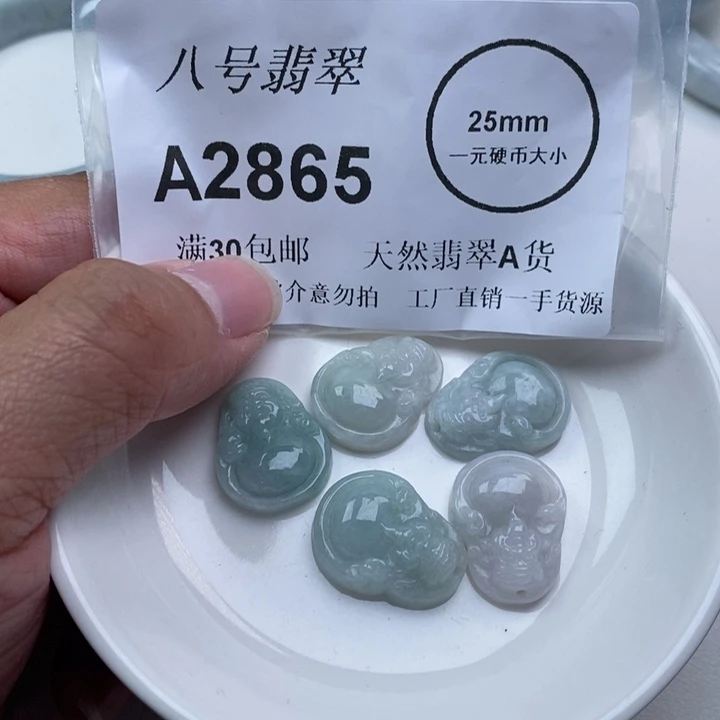 八号翡翠
25mm
一元硬币大小
A2865
满30包邮 天然翡翠A货
介意勿拍 工厂直销一手货源